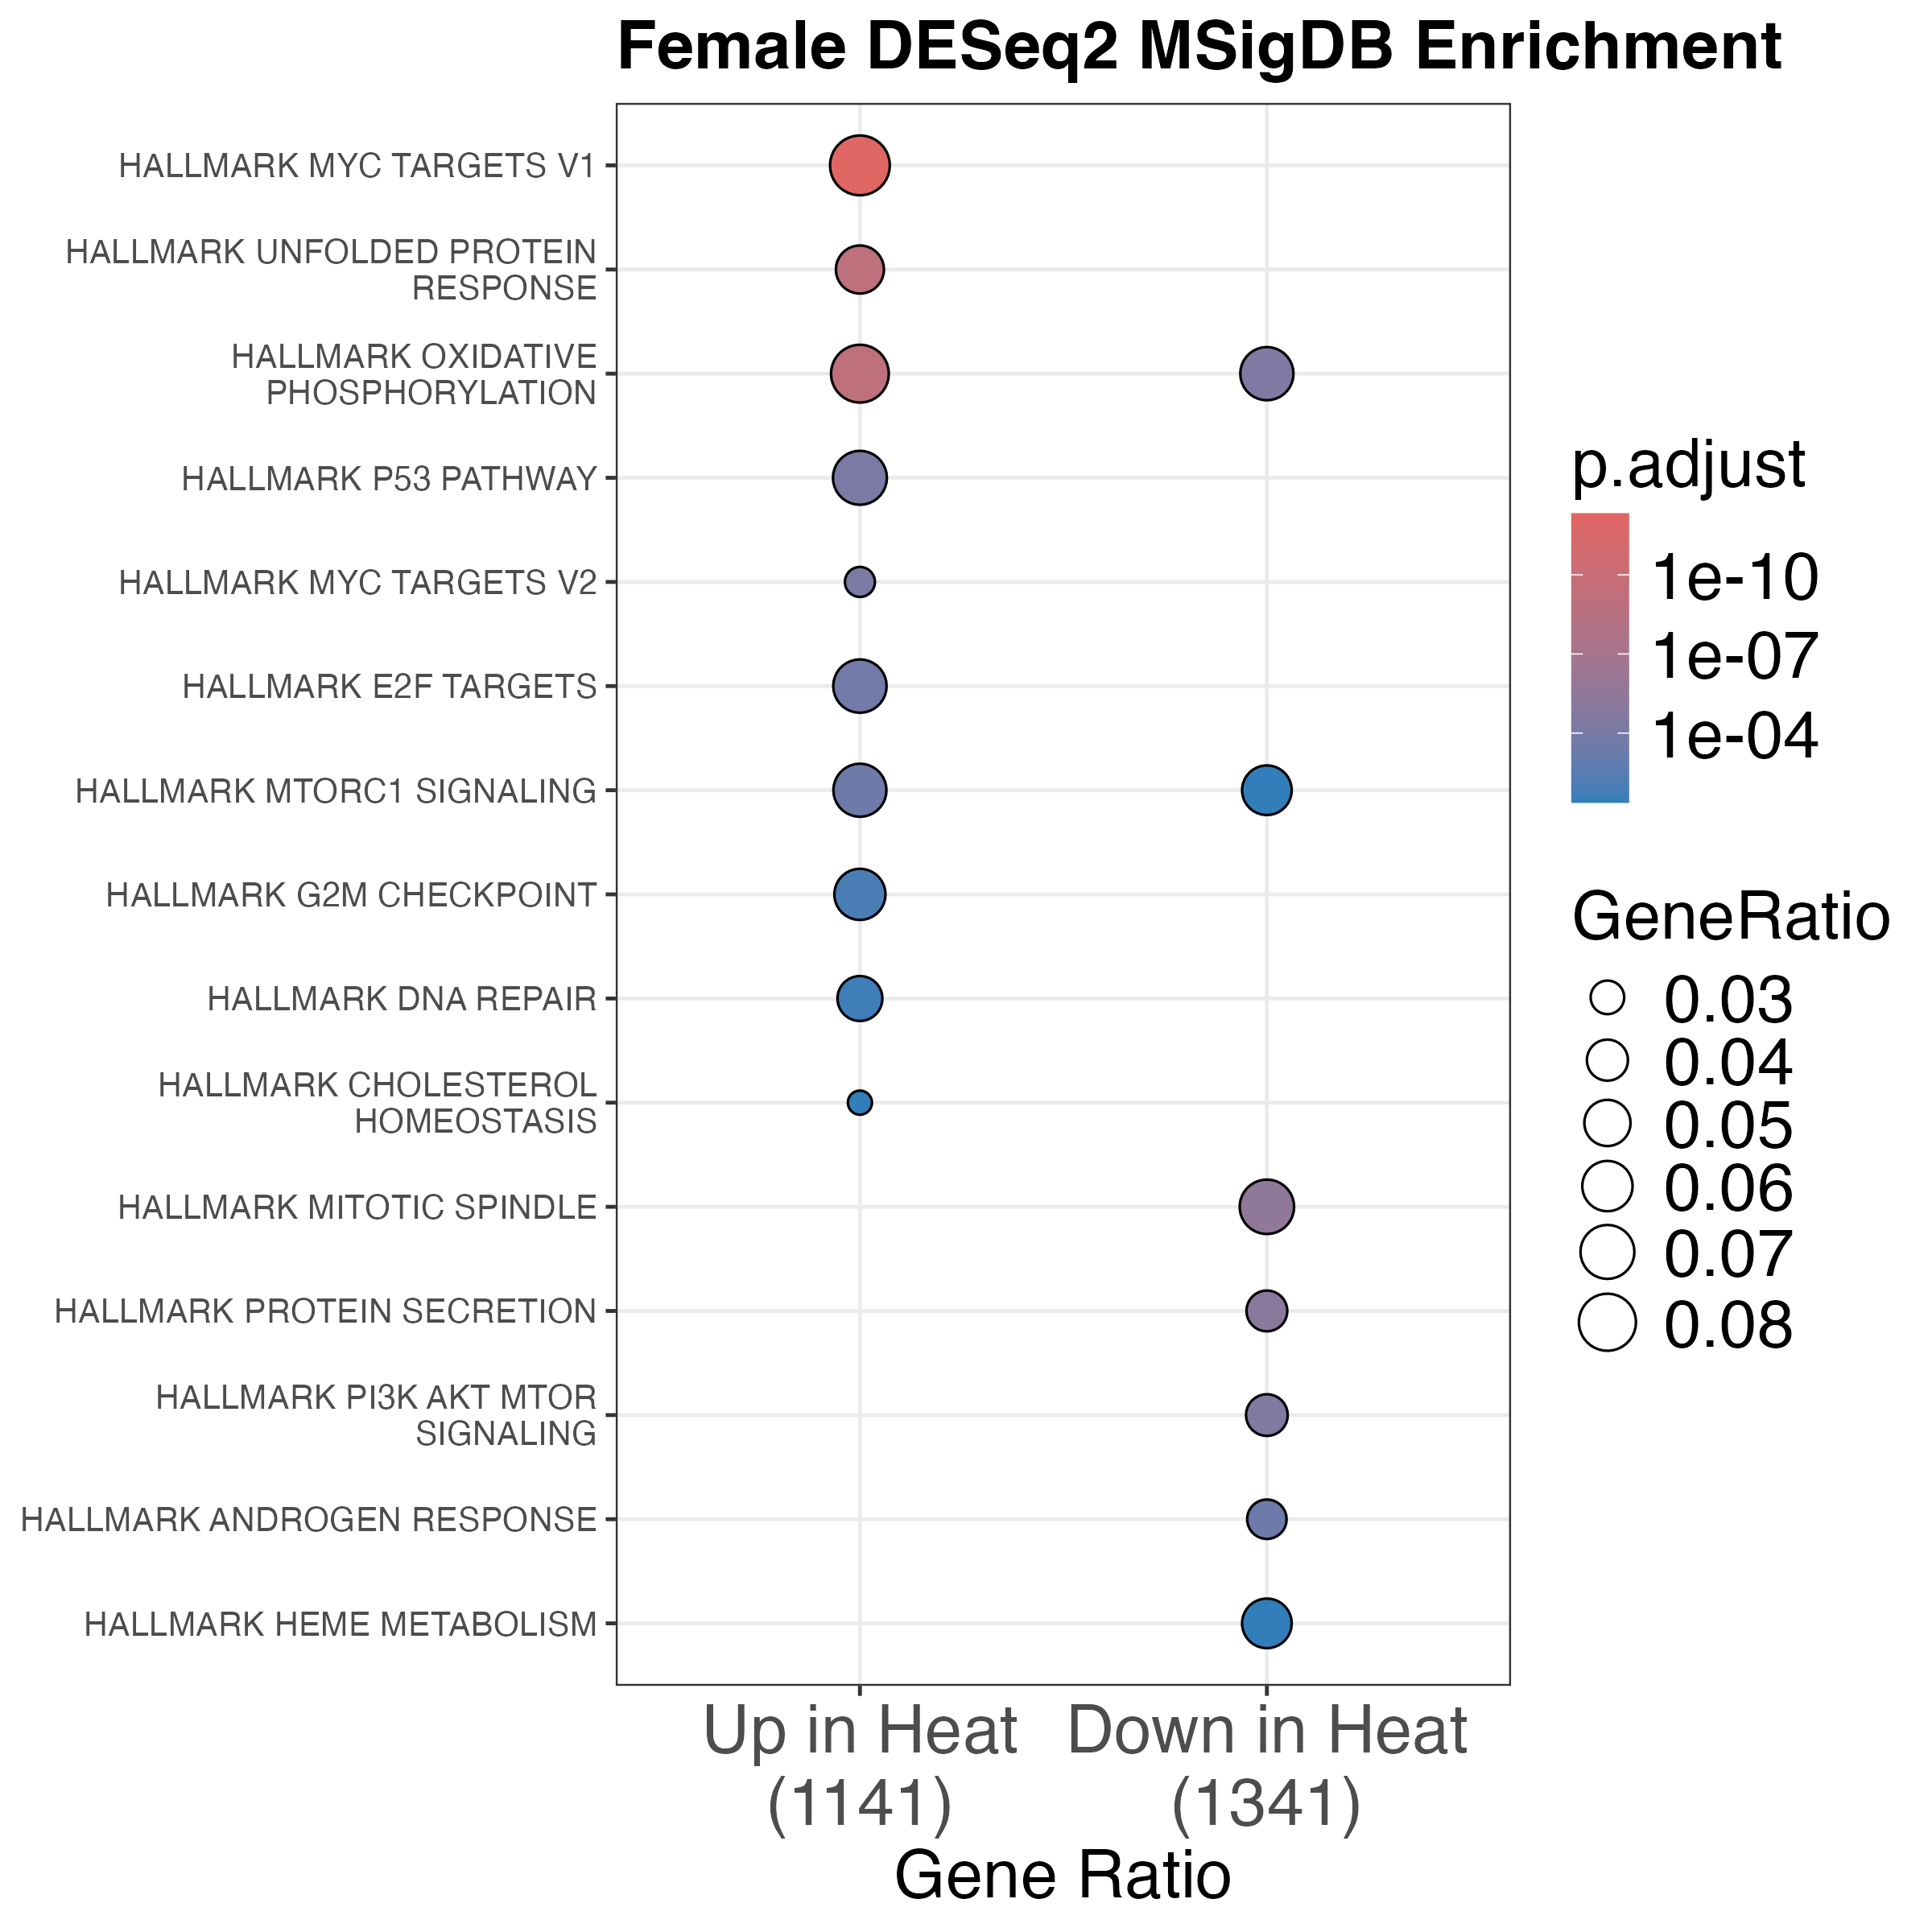 Female DESeq2 MSigDB Enrichment
HALLMARK MYC TARGETS V1
HALLMARK UNFOLDED PROTEIN
RESPONSE
HALLMARK OXIDATIVE
PHOSPHORYLATION
HALLMARK P53 PATHWAY
HALLMARK MYC TARGETS V2
HALLMARK E2F TARGETS
HALLMARK MTORC1 SIGNALING
HALLMARK G2M CHECKPOINT
HALLMARK DNA REPAIR
HALLMARK CHOLESTEROL
HOMEOSTASIS
HALLMARK MITOTIC SPINDLE
HALLMARK PROTEIN SECRETION
HALLMARK PI3K AKT MTOR
SIGNALING
HALLMARK ANDROGEN RESPONSE
HALLMARK HEME METABOLISM
Up in Heat
(1141)
Down in Heat
(1341)
Gene Ratio
p.adjust
1e-10
1e-07
1e-04
GeneRatio
0.03
0.04
0.05
0.06
0.07
0.08